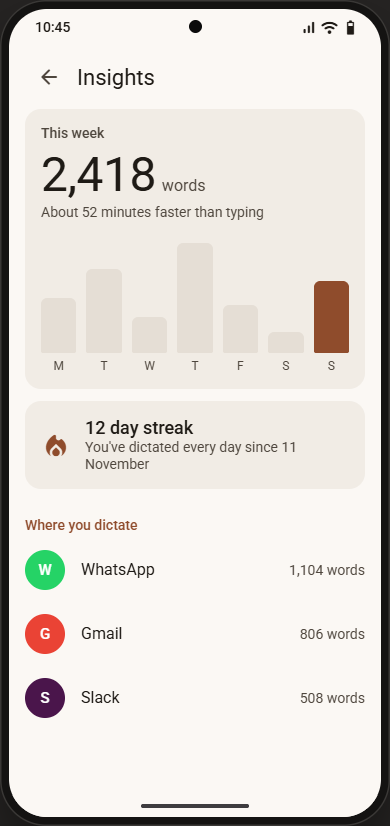 10:45
Insights
This week
2,418 words
About 52 minutes faster than typing
M T W T F S S
12 day streak
You've dictated every day since 11
November
Where you dictate
W WhatsApp 1,104 words
G Gmail 806 words
S Slack 508 words